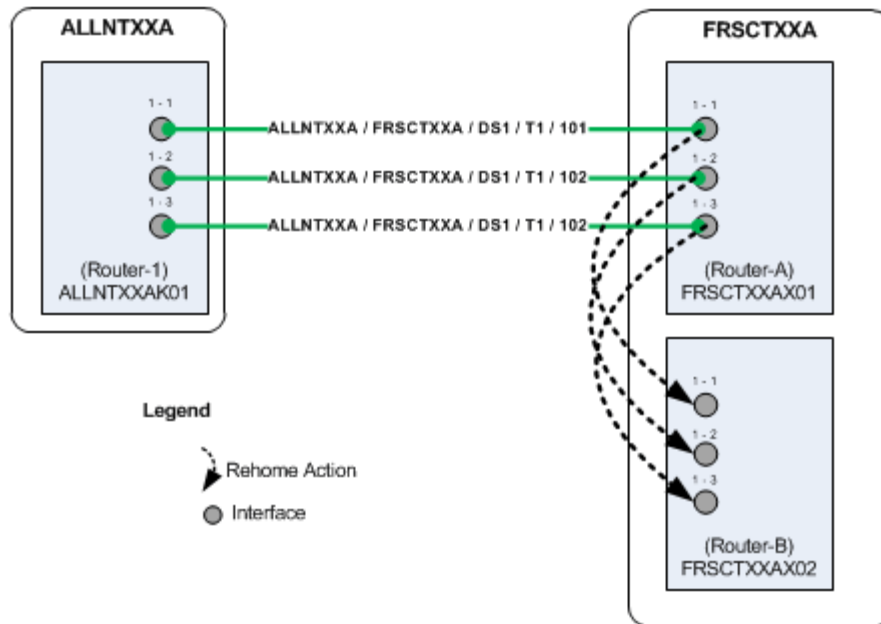 ALLNTXXA
FRSCTXXA
1 - 1
1 - 1
ALLNTXXA / FRSCTXXA / DS1 / T1 / 101
1 - 2
1 - 2
ALLNTXXA / FRSCTXXA / DS1 / T1 / 102
1 - 3
1 - 3
ALLNTXXA / FRSCTXXA / DS1 / T1 / 102
(Router-1)
ALLNTXXAK01
(Router-A)
FRSCTXXAX01
1 - 1
1 - 2
1 - 3
(Router-B)
FRSCTXXAX02
Legend
Rehome Action
Interface